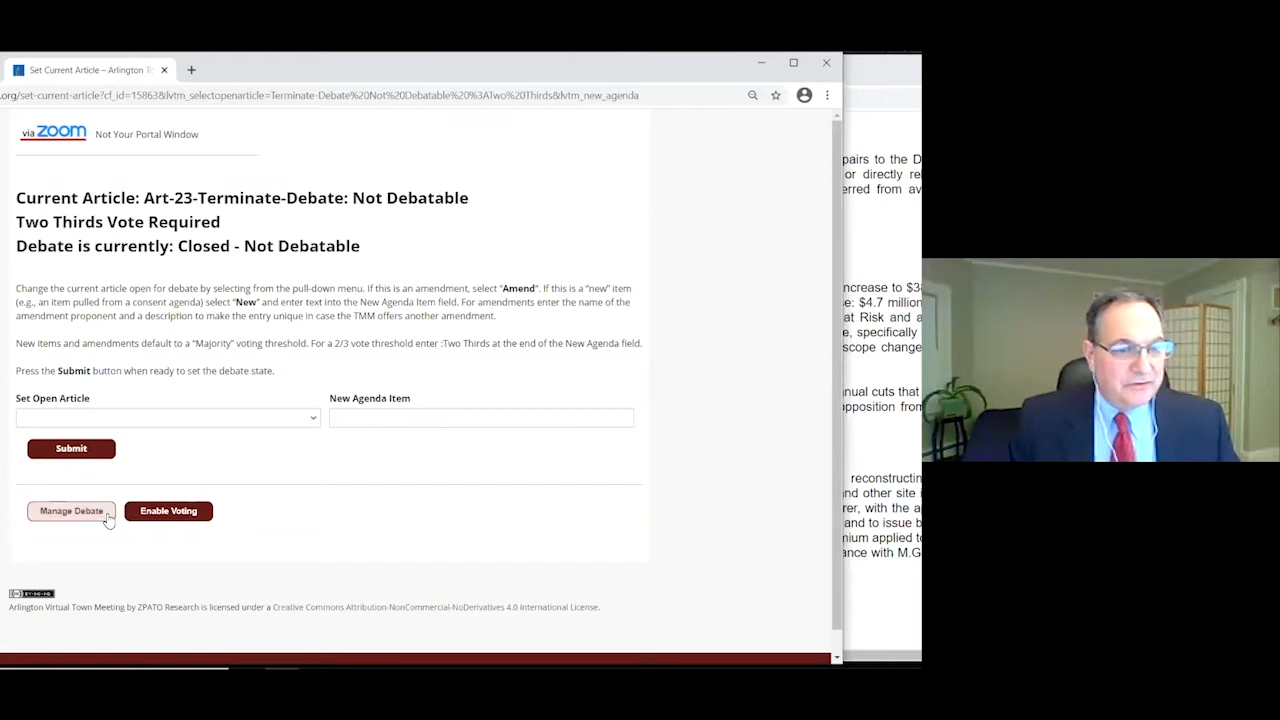 Set Current Article – Arlington To
.org/set-current-article?cf_id=15863&lvtm_selectopenarticle=Terminate-Debate%20Not%20Debatable%20%3ATwo%20Thirds&lvtm_new_agenda
via zoom Not Your Portal Window
Current Article: Art-23-Terminate-Debate: Not Debatable
Two Thirds Vote Required
Debate is currently: Closed - Not Debatable
Change the current article open for debate by selecting from the pull-down menu. If this is an amendment, select "Amend". If this is a "new" item
(e.g., an item pulled from a consent agenda) select "New" and enter text into the New Agenda Item field. For amendments enter the name of the
amendment proponent and a description to make the entry unique in case the TMM offers another amendment.
New items and amendments default to a "Majority" voting threshold. For a 2/3 vote threshold enter :Two Thirds at the end of the New Agenda field.
Press the Submit button when ready to set the debate state.
Set Open Article New Agenda Item
Submit
Manage Debate Enable Voting
BY-NC-ND
Arlington Virtual Town Meeting by ZPATO Research is licensed under a Creative Commons Attribution-NonCommercial-NoDerivatives 4.0 International License.
pairs to the D
or directly re
erred from av
ncrease to $3
e: $4.7 million
at Risk and a
e, specifically
scope change
nnual cuts that
opposition from
reconstructin
and other site i
rer, with the a
and to issue b
mium applied to
ance with M.G